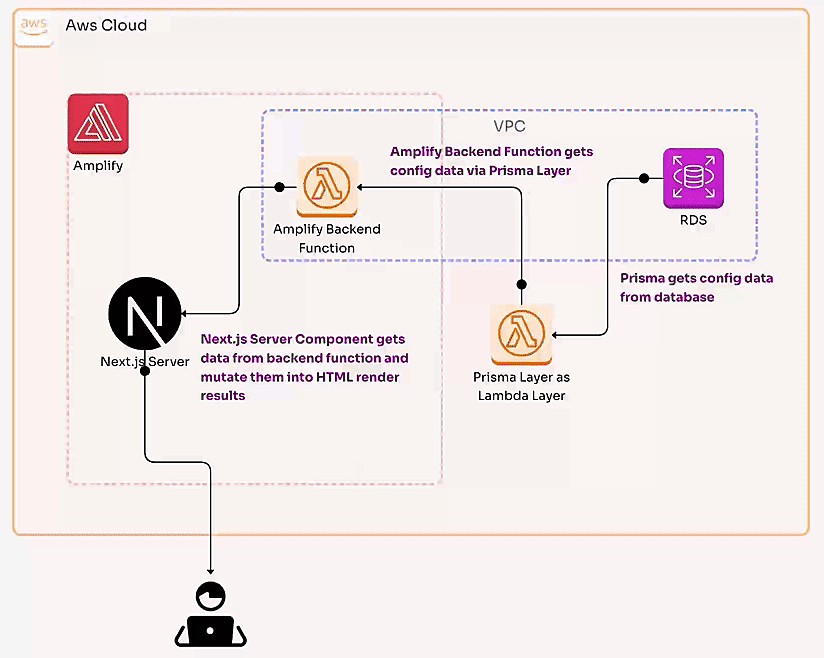 aws
Aws Cloud
Amplify
VPC
Amplify Backend Function gets
config data via Prisma Layer
RDS
Amplify Backend
Function
Prisma gets config data
from database
Next.js Server
Next.js Server Component gets
data from backend function and
mutate them into HTML render
results
Prisma Layer as
Lambda Layer